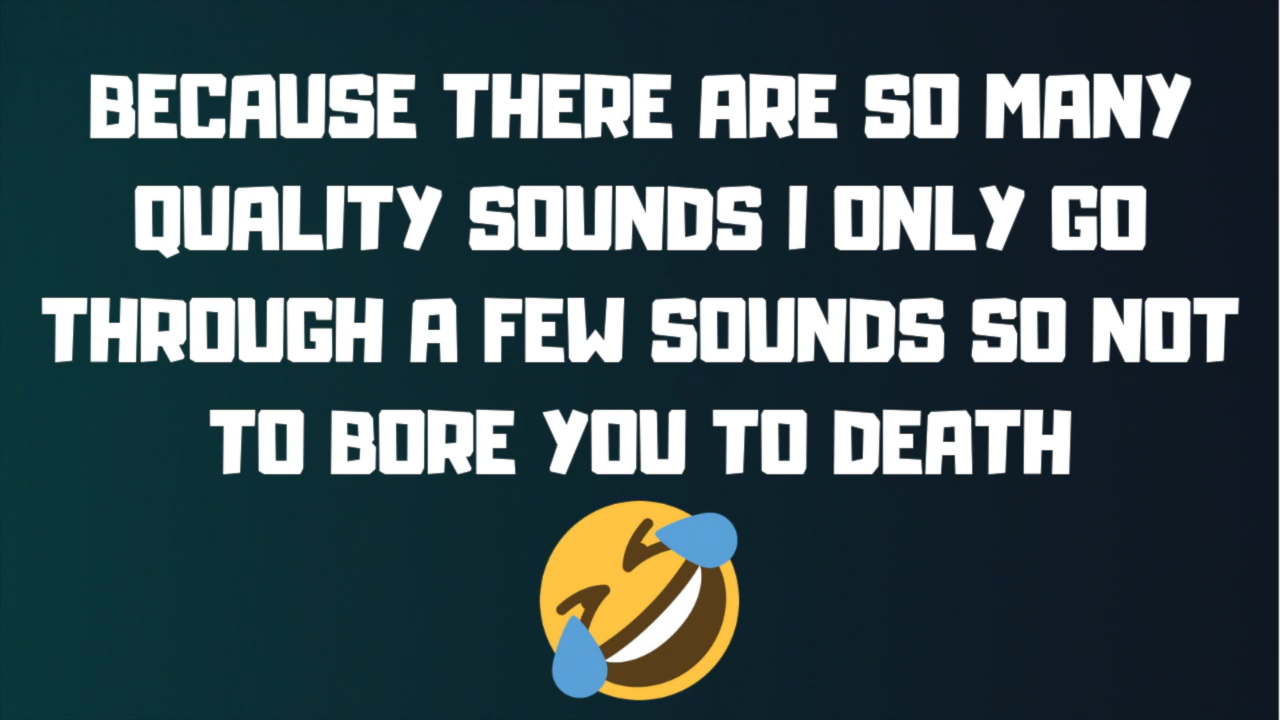 BECAUSE THERE ARE SO MANY
QUALITY SOUNDS I ONLY GO
THROUGH A FEW SOUNDS SO NOT
TO BORE YOU TO DEATH